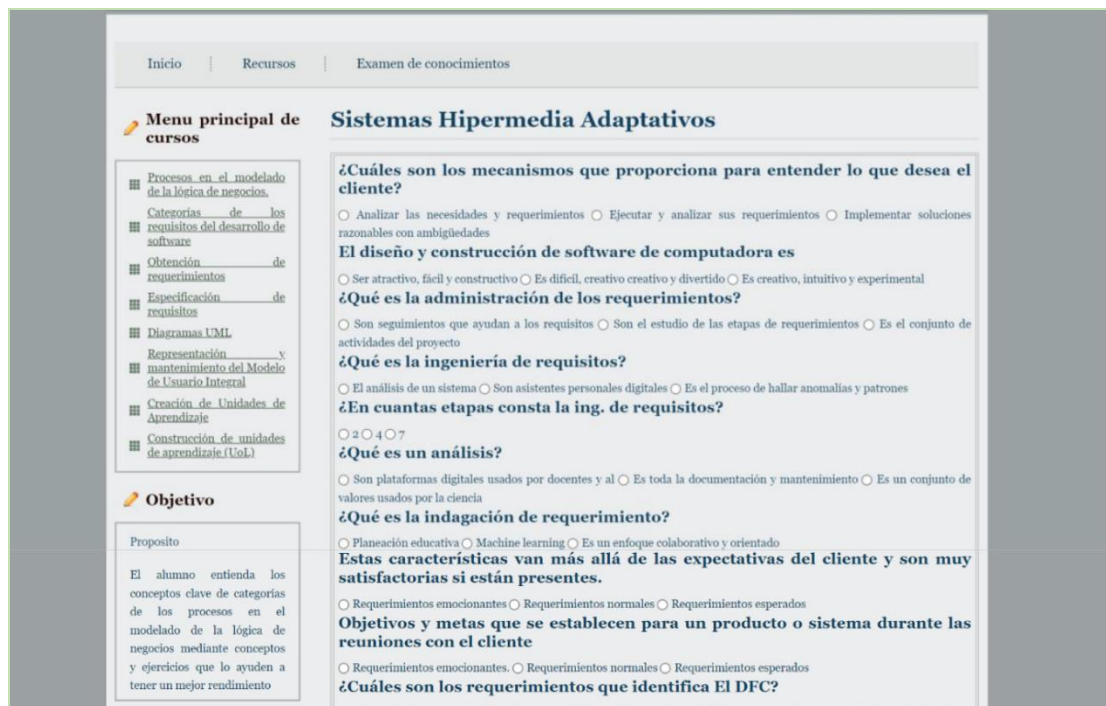 Inicio
Recursos
Examen de conocimientos
Menu principal de
cursos
Procesos en el modelado
de la lógica de negocios.
Categorías de los
requisitos del desarrollo de
software
Obtención de
requerimientos
Especificación de
requisitos
Diagramas UML
Representación y
mantenimiento del Modelo
de Usuario Integral
Creación de Unidades de
Aprendizaje
Construcción de unidades
de aprendizaje (UoL)
Objetivo
Proposito
El alumno entienda los
conceptos clave de categorías
de los procesos en el
modelado de la lógica de
negocios mediante conceptos
y ejercicios que lo ayuden a
tener un mejor rendimiento
Sistemas Hipermedia Adaptativos
¿Cuáles son los mecanismos que proporciona para entender lo que desea el
cliente?
Analizar las necesidades y requerimientos Ejecutar y analizar sus requerimientos Implementar soluciones
razonables con ambigüedades
El diseño y construcción de software de computadora es
Ser atractivo, fácil y constructivo Es difícil, creativo creativo y divertido Es creativo, intuitivo y experimental
¿Qué es la administración de los requerimientos?
Son seguimientos que ayudan a los requisitos Son el estudio de las etapas de requerimientos Es el conjunto de
actividades del proyecto
¿Qué es la ingeniería de requisitos?
El análisis de un sistema Son asistentes personales digitales Es el proceso de hallar anomalías y patrones
¿En cuantas etapas consta la ing. de requisitos?
2 4 7
¿Qué es un análisis?
Son plataformas digitales usados por docentes y al Es toda la documentación y mantenimiento Es un conjunto de
valores usados por la ciencia
¿Qué es la indagación de requerimiento?
Planeación educativa Machine learning Es un enfoque colaborativo y orientado
Estas características van más allá de las expectativas del cliente y son muy
satisfactorias si están presentes.
Requerimientos emocionantes Requerimientos normales Requerimientos esperados
Objetivos y metas que se establecen para un producto o sistema durante las
reuniones con el cliente
Requerimientos emocionantes. Requerimientos normales Requerimientos esperados
¿Cuáles son los requerimientos que identifica El DFC?